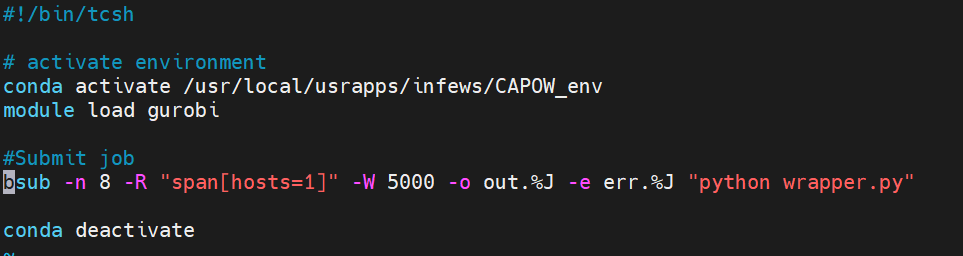 #!/bin/tcsh
# activate environment
conda activate /usr/local/usrapps/infews/CAPOW_env
module load gurobi
#Submit job
bsub -n 8 -R "span[hosts=1]" -W 5000 -o out.%J -e err.%J "python wrapper.py"
conda deactivate